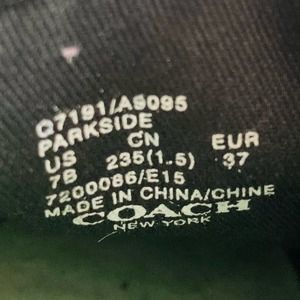 Q7191/A5095
PARKSIDE
US CN EUR
7B 235(1.5) 37
7200086/E15
MADE IN CHINA/CHINE
COACH
NEW YORK